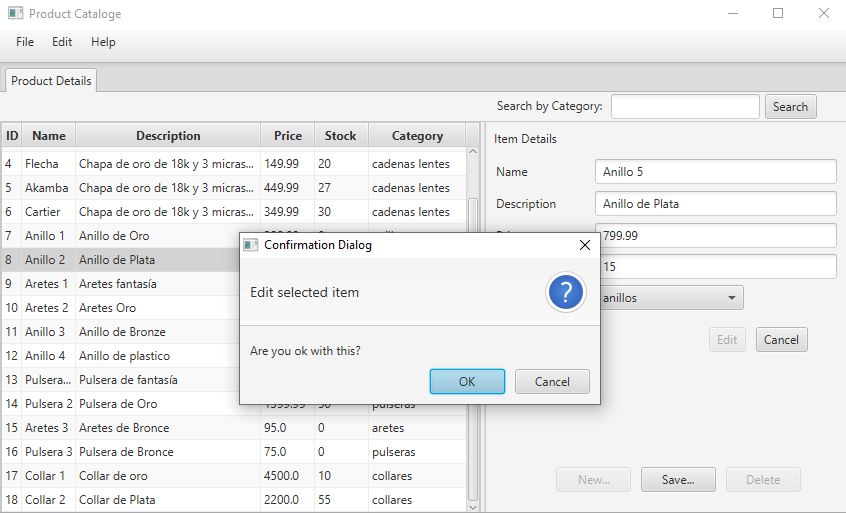 Product Cataloge
File Edit Help
Product Details
Search by Category: Search
ID Name Description Price Stock Category
4 Flecha Chapa de oro de 18k y 3 micras... 149.99 20 cadenas lentes
5 Akamba Chapa de oro de 18k y 3 micras... 449.99 27 cadenas lentes
6 Cartier Chapa de oro de 18k y 3 micras... 349.99 30 cadenas lentes
7 Anillo 1 Anillo de Oro
8 Anillo 2 Anillo de Plata
9 Aretes 1 Aretes fantasía
10 Aretes 2 Aretes Oro
11 Anillo 3 Anillo de Bronze
12 Anillo 4 Anillo de plastico
13 Pulsera... Pulsera de fantasía
14 Pulsera 2 Pulsera de Oro 1399.99 50 pulseras
15 Aretes 3 Aretes de Bronce 95.0 0 aretes
16 Pulsera 3 Pulsera de Bronce 75.0 0 pulseras
17 Collar 1 Collar de oro 4500.0 10 collares
18 Collar 2 Collar de Plata 2200.0 55 collares
Item Details
Name Anillo 5
Description Anillo de Plata
799.99
15
anillos
Edit Cancel
New... Save... Delete
Confirmation Dialog
Edit selected item
?
Are you ok with this?
OK Cancel